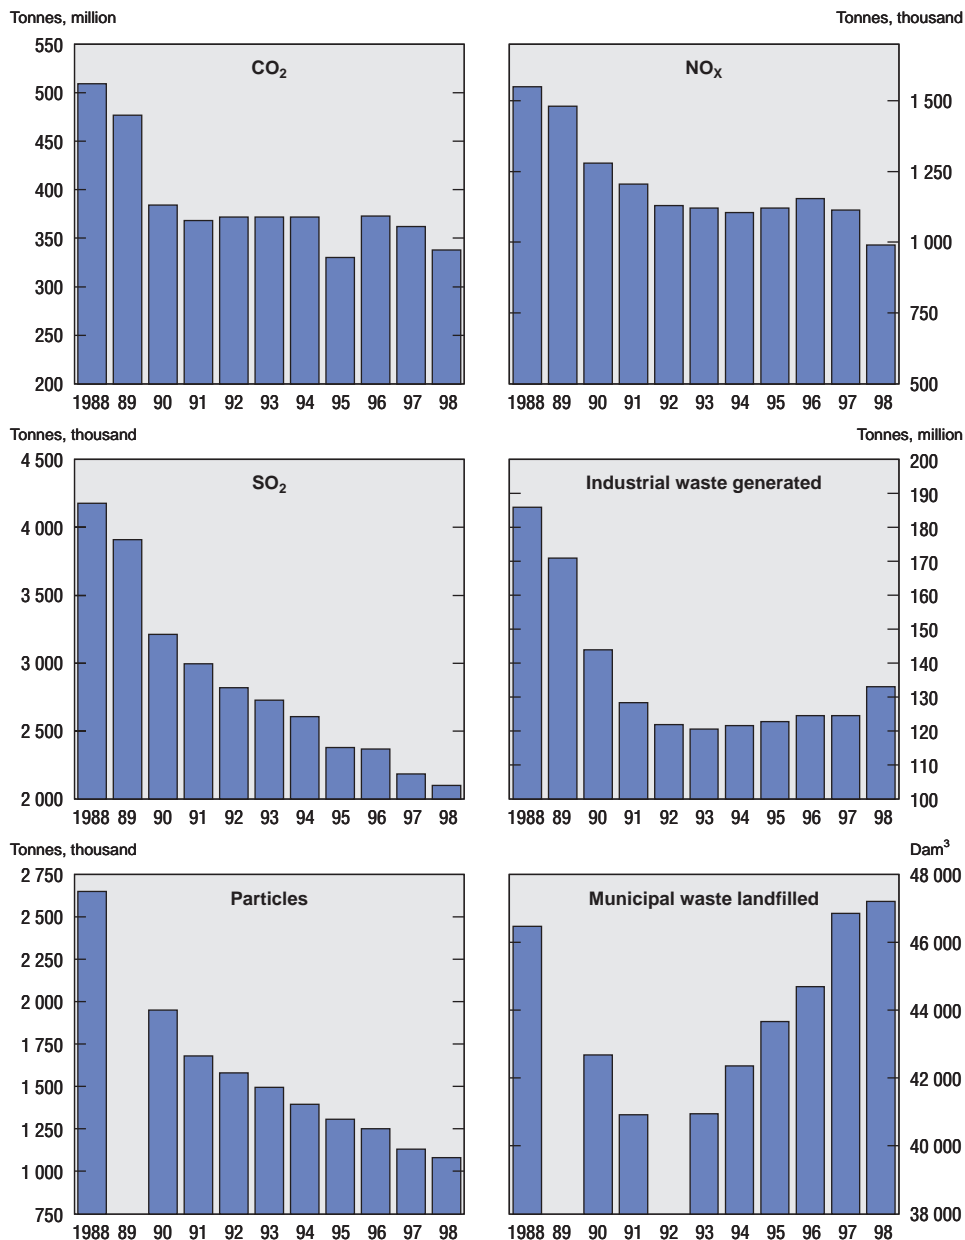 Tonnes, million
Tonnes, thousand
CO₂
550
500
450
400
350
300
250
200
1988 89 90 91 92 93 94 95 96 97 98
NOX
1 500
1 250
1 000
750
500
1988 89 90 91 92 93 94 95 96 97 98
Tonnes, thousand
Tonnes, million
SO₂
4 500
4 000
3 500
3 000
2 500
2 000
1988 89 90 91 92 93 94 95 96 97 98
Industrial waste generated
200
190
180
170
160
150
140
130
120
110
100
1988 89 90 91 92 93 94 95 96 97 98
Tonnes, thousand
Dam³
Particles
2 750
2 500
2 250
2 000
1 750
1 500
1 250
1 000
750
1988 89 90 91 92 93 94 95 96 97 98
Municipal waste landfilled
48 000
46 000
44 000
42 000
40 000
38 000
1988 89 90 91 92 93 94 95 96 97 98